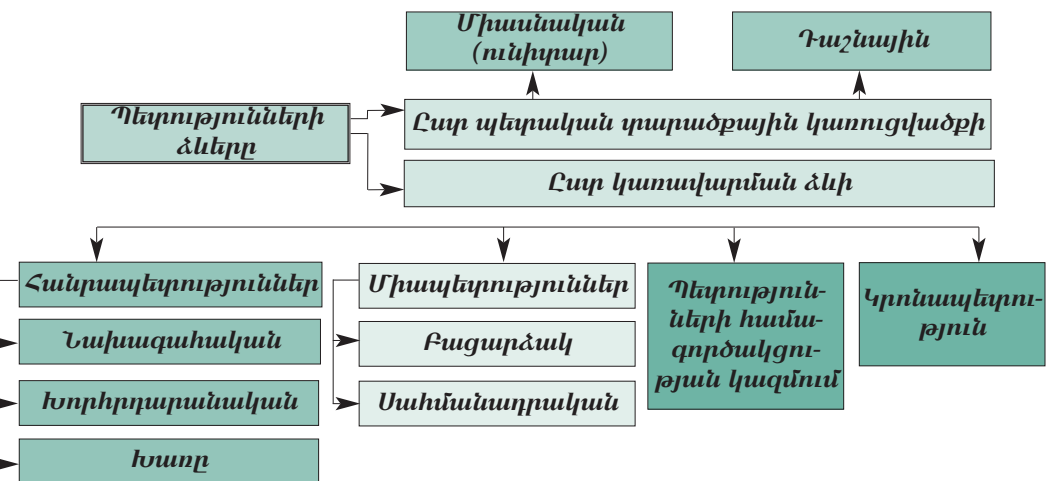 Միասնական
(ունիտար)
Դաշնային
Պետությունների
ձևերը
Ըստ պետական տարածքային կառուցվածքի
Ըստ կառավարման ձևի
Հանրապետություններ
Նախագահական
Խորհրդարանական
Խառը
Միապետություններ
Բացարձակ
Սահմանադրական
Պետություն-
ների համա-
գործակցու-
թյան կազմում
Կրոնապետու-
թյուն